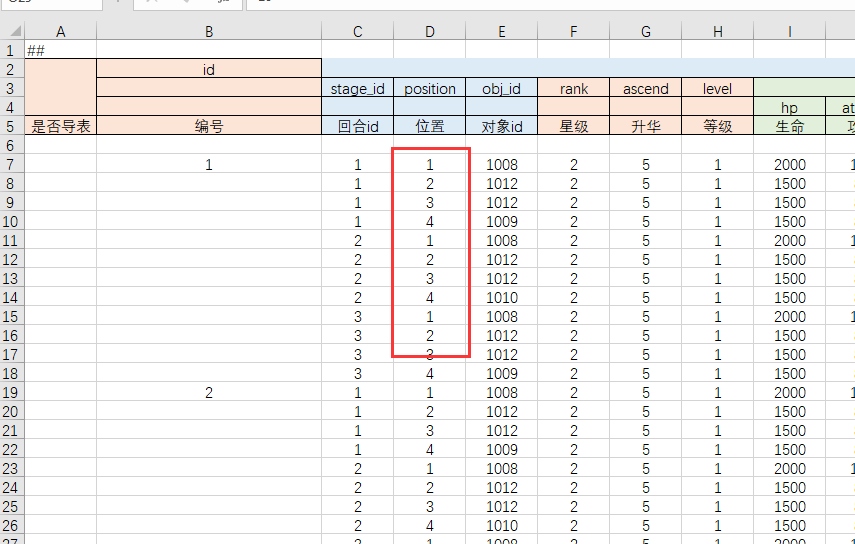 A B C D E F G H I
1 ##
2 id
3 stage_id position obj_id rank ascend level
4 hp at
5 是否导表 编号 回合id 位置 对象id 星级 升华 等级 生命
6
7 1 1 1 1008 2 5 1 2000 1
8 1 2 1012 2 5 1 1500
9 1 3 1012 2 5 1 1500
10 1 4 1009 2 5 1 1500
11 2 1 1008 2 5 1 2000 1
12 2 2 1012 2 5 1 1500
13 2 3 1012 2 5 1 1500
14 2 4 1010 2 5 1 1500
15 3 1 1008 2 5 1 2000 1
16 3 2 1012 2 5 1 1500
17 3 3 1012 2 5 1 1500
18 3 4 1009 2 5 1 1500
19 2 1 1 1008 2 5 1 2000 1
20 1 2 1012 2 5 1 1500
21 1 3 1012 2 5 1 1500
22 1 4 1009 2 5 1 1500
23 2 1 1008 2 5 1 2000 1
24 2 2 1012 2 5 1 1500
25 2 3 1012 2 5 1 1500
26 2 4 1010 2 5 1 1500